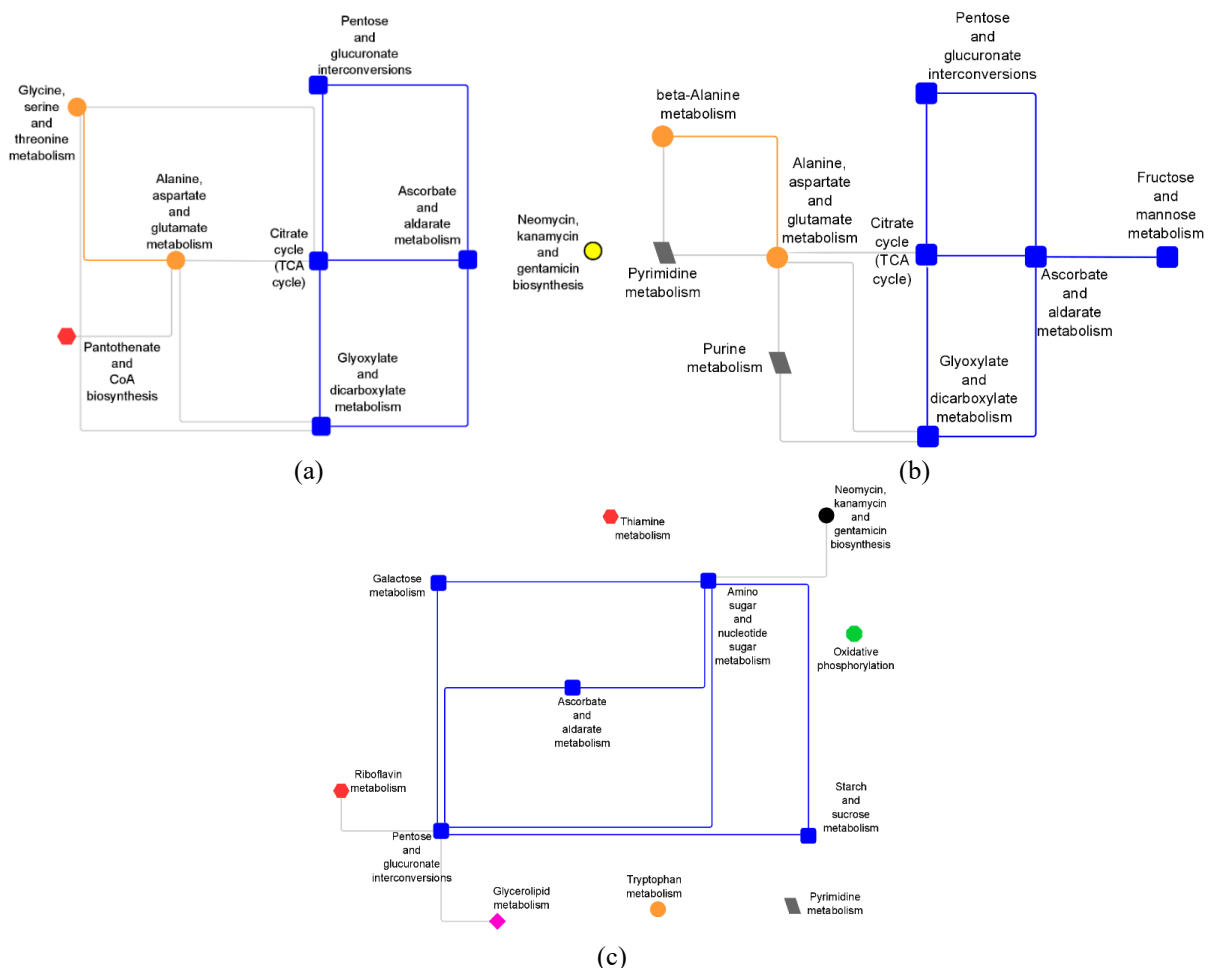 Pentose
and
glucuronate
interconversions
Glycine,
serine
and
threonine
metabolism
Alanine,
aspartate
and
glutamate
metabolism
Citrate
cycle
(TCA
cycle)
Ascorbate
and
aldarate
metabolism
Neomycin,
kanamycin
and
gentamicin
biosynthesis
Pantothenate
and
CoA
biosynthesis
Glyoxylate
and
dicarboxylate
metabolism
(a)
Pentose
and
glucuronate
interconversions
beta-Alanine
metabolism
Alanine,
aspartate
and
glutamate
metabolism
Citrate
cycle
(TCA
cycle)
Fructose
and
mannose
metabolism
Pyrimidine
metabolism
Ascorbate
and
aldarate
metabolism
Purine
metabolism
Glyoxylate
and
dicarboxylate
metabolism
(b)
Thiamine
metabolism
Neomycin,
kanamycin
and
gentamicin
biosynthesis
Galactose
metabolism
Amino
sugar
and
nucleotide
sugar
metabolism
Oxidative
phosphorylation
Ascorbate
and
aldarate
metabolism
Riboflavin
metabolism
Starch
and
sucrose
metabolism
Pentose
and
glucuronate
interconversions
Glycerolipid
metabolism
Tryptophan
metabolism
Pyrimidine
metabolism
(c)